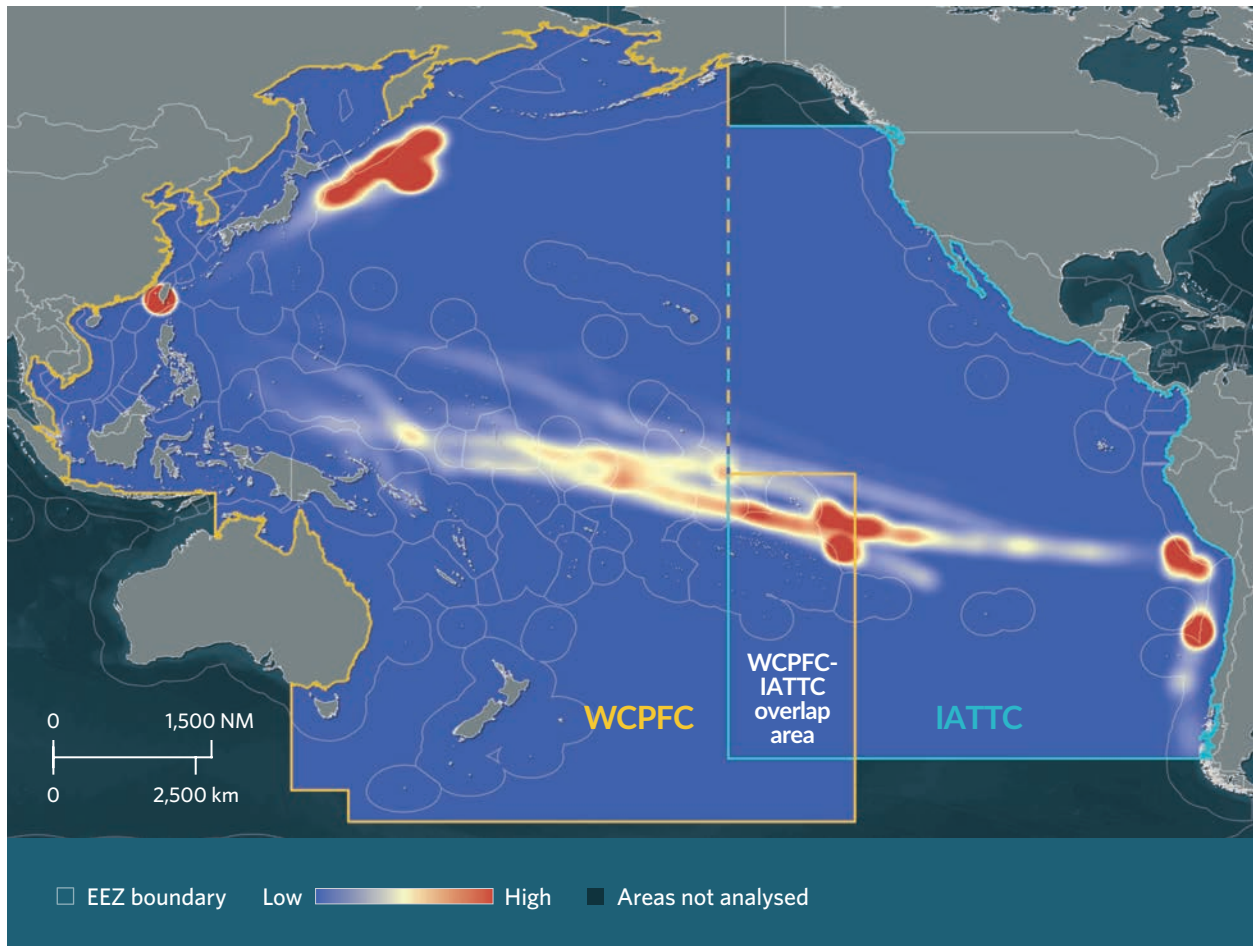 WCPFC-
IATTC
overlap
area
WCPFC
IATTC
0 1,500 NM
0 2,500 km
EEZ boundary Low High Areas not analysed